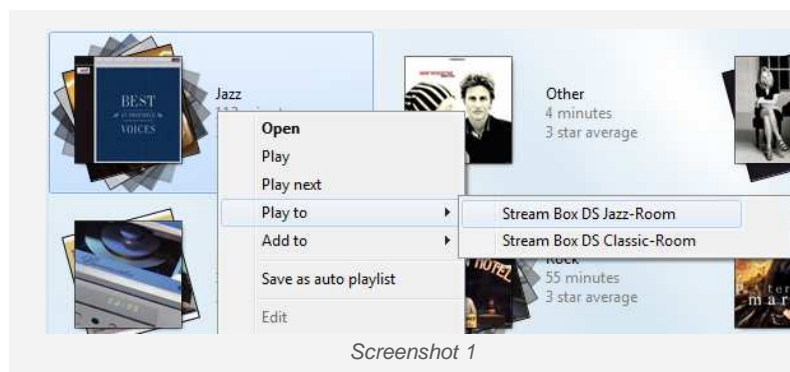 BEST
VOICES
Jazz
Other
4 minutes
3 star average
Open
Play
Play next
Play to
Add to
Save as auto playlist
Edit
Stream Box DS Jazz-Room
Stream Box DS Classic-Room
Rock
55 minutes
3 star average
HOTEL
Screenshot 1